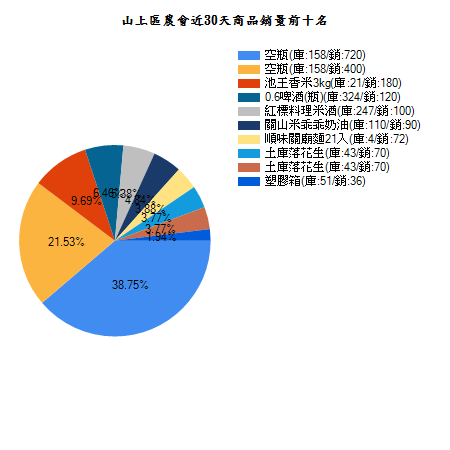 山上區農會近30天商品銷量前十名
空瓶(庫:158/銷:720)
空瓶(庫:158/銷:400)
池王香米3kg(庫:21/銷:180)
0.6啤酒(瓶)(庫:324/銷:120)
紅標料理米酒(庫:247/銷:100)
關山米乖乖奶油(庫:110/銷:90)
順味關廟麵21入(庫:4/銷:72)
土庫落花生(庫:43/銷:70)
土庫落花生(庫:43/銷:70)
塑膠箱(庫:51/銷:36)
6.46%
5.38%
4.84%
9.69%
3.88%
3.77%
3.77%
1.94%
21.53%
38.75%